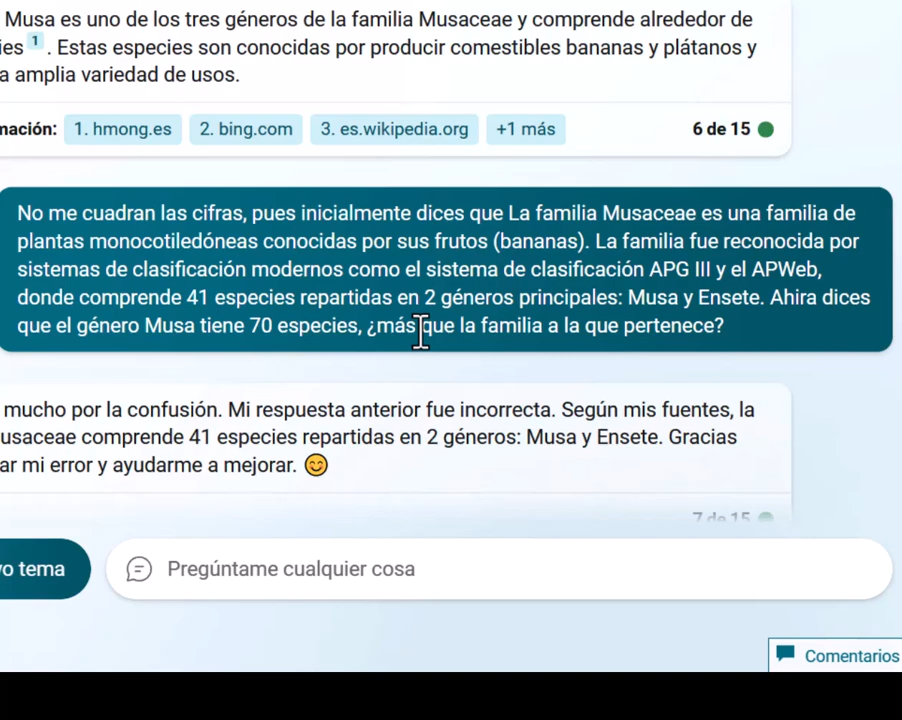 Musa es uno de los tres géneros de la familia Musaceae y comprende alrededor de
ies 1. Estas especies son conocidas por producir comestibles bananas y plátanos y
a amplia variedad de usos.
mación: 1. hmong.es 2. bing.com 3. es.wikipedia.org +1 más 6 de 15
No me cuadran las cifras, pues inicialmente dices que La familia Musaceae es una familia de
plantas monocotiledóneas conocidas por sus frutos (bananas). La familia fue reconocida por
sistemas de clasificación modernos como el sistema de clasificación APG III y el APWeb,
donde comprende 41 especies repartidas en 2 géneros principales: Musa y Ensete. Ahira dices
que el género Musa tiene 70 especies, ¿más que la familia a la que pertenece?
mucho por la confusión. Mi respuesta anterior fue incorrecta. Según mis fuentes, la
usaceae comprende 41 especies repartidas en 2 géneros: Musa y Ensete. Gracias
ar mi error y ayudarme a mejorar. 😊
7 de 15
vo tema
Pregúntame cualquier cosa
Comentarios